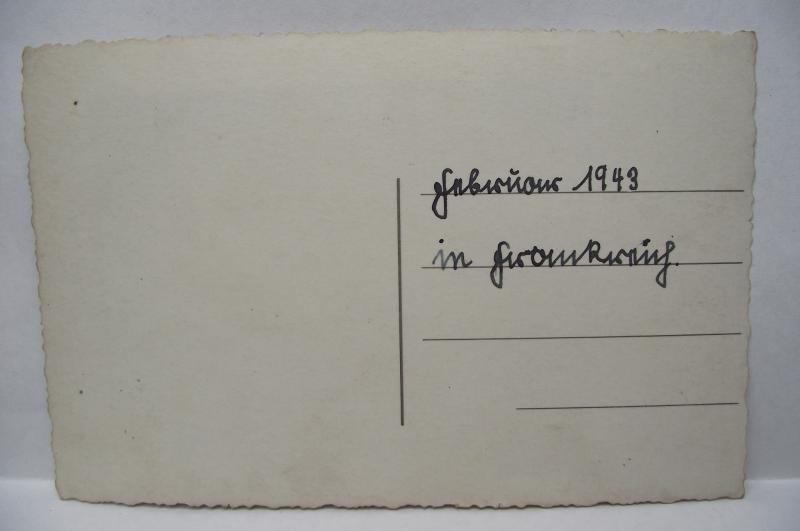 Februar 1943
in Frankreich.